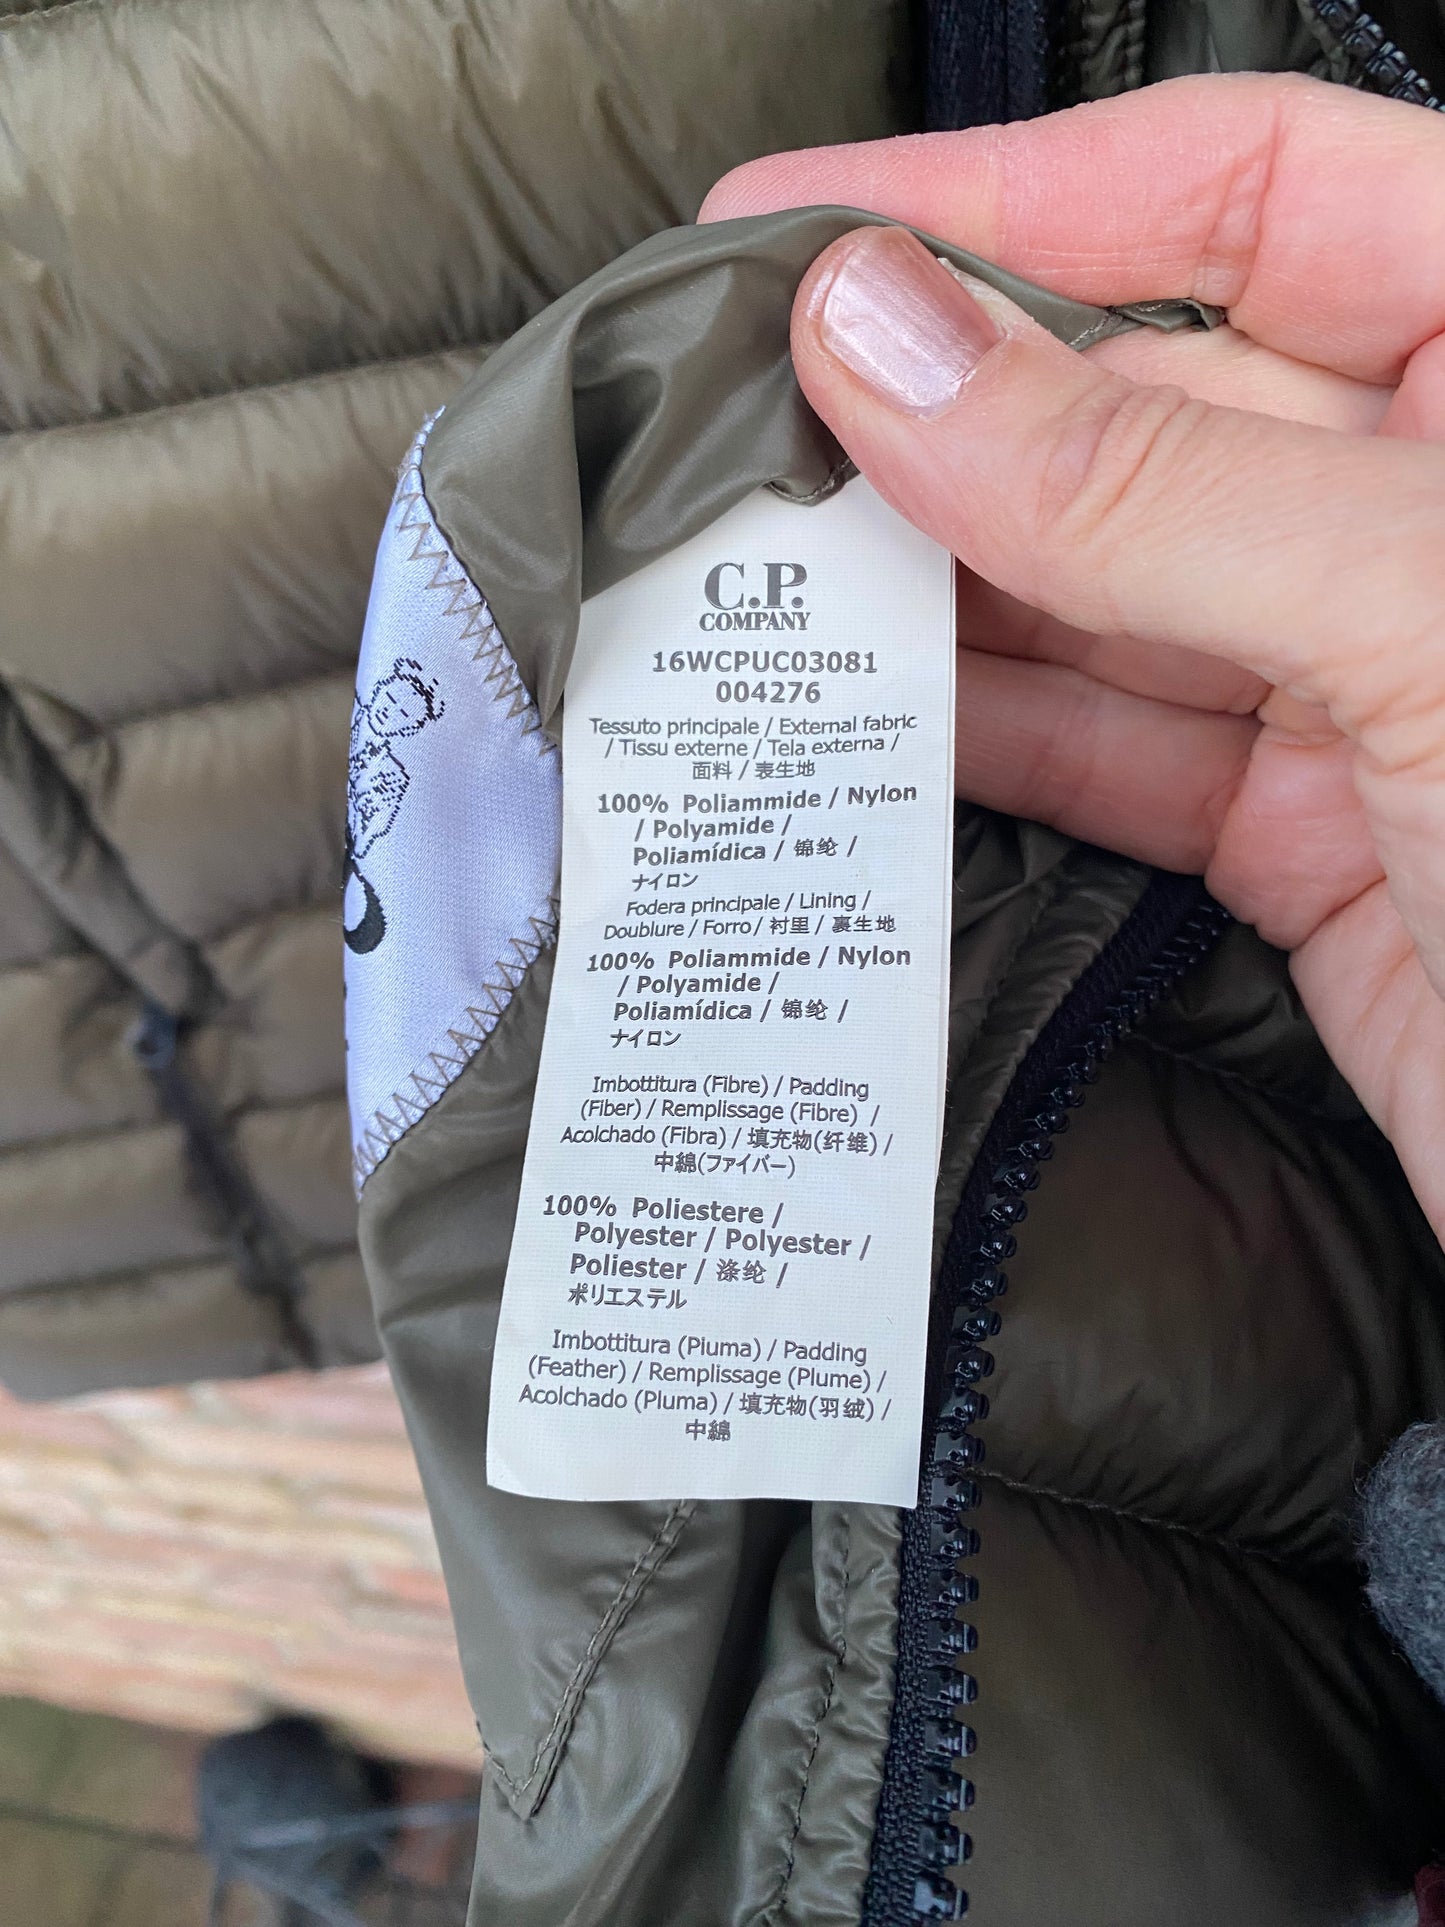 C.P.
COMPANY
16WCPUC03081
004276
Tessuto principale / External fabric
/ Tissu externe / Tela externa /
面料 / 表生地
100% Poliammide / Nylon
/ Polyamide /
Poliamídica / 锦纶 /
ナイロン
Fodera principale / Lining /
Doublure / Forro / 衬里 / 裏生地
100% Poliammide / Nylon
/ Polyamide /
Poliamídica / 锦纶 /
ナイロン
Imbottitura (Fibre) / Padding
(Fiber) / Remplissage (Fibre) /
Acolchado (Fibra) / 填充物(纤维) /
中綿(ファイバー)
100% Poliestere /
Polyester / Polyester /
Poliester / 涤纶 /
ポリエステル
Imbottitura (Piuma) / Padding
(Feather) / Remplissage (Plume) /
Acolchado (Pluma) / 填充物(羽绒) /
中綿